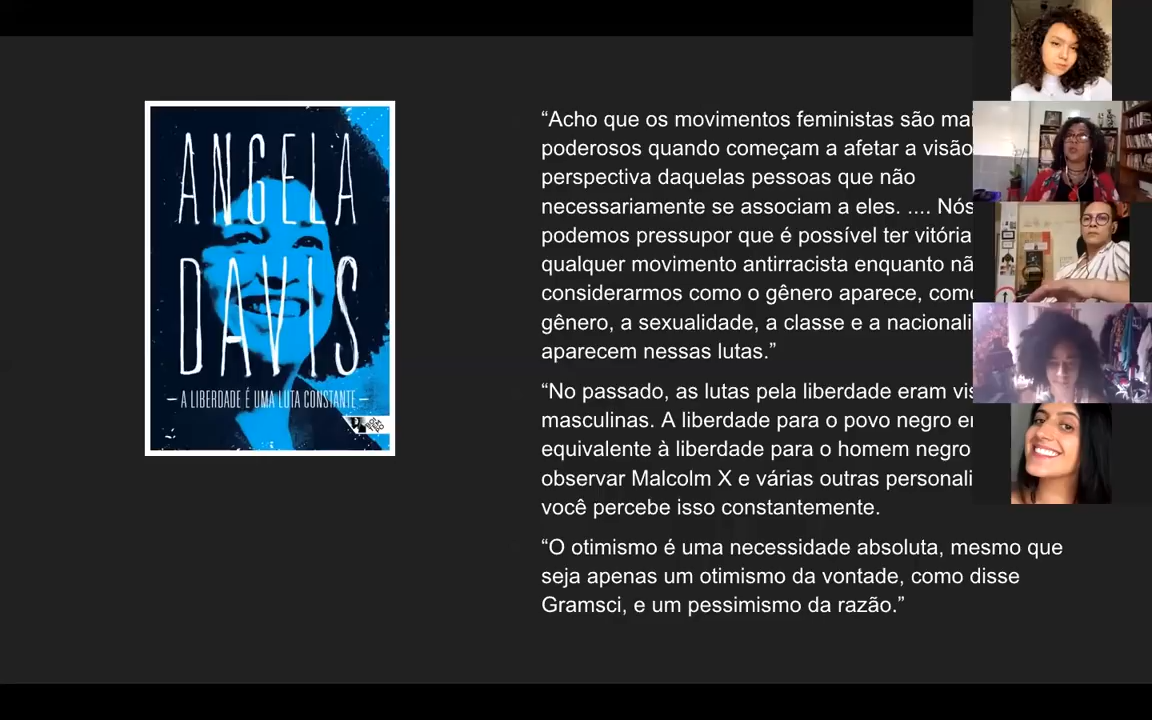 ANGELA
DAVIS
– A LIBERDADE É UMA LUTA CONSTANTE –
“Acho que os movimentos feministas são mai
poderosos quando começam a afetar a visão
perspectiva daquelas pessoas que não
necessariamente se associam a eles. .... Nós
podemos pressupor que é possível ter vitória
qualquer movimento antirracista enquanto nã
considerarmos como o gênero aparece, como
gênero, a sexualidade, a classe e a nacionali
aparecem nessas lutas.”
“No passado, as lutas pela liberdade eram vis
masculinas. A liberdade para o povo negro er
equivalente à liberdade para o homem negro
observar Malcolm X e várias outras personali
você percebe isso constantemente.
“O otimismo é uma necessidade absoluta, mesmo que
seja apenas um otimismo da vontade, como disse
Gramsci, e um pessimismo da razão.”